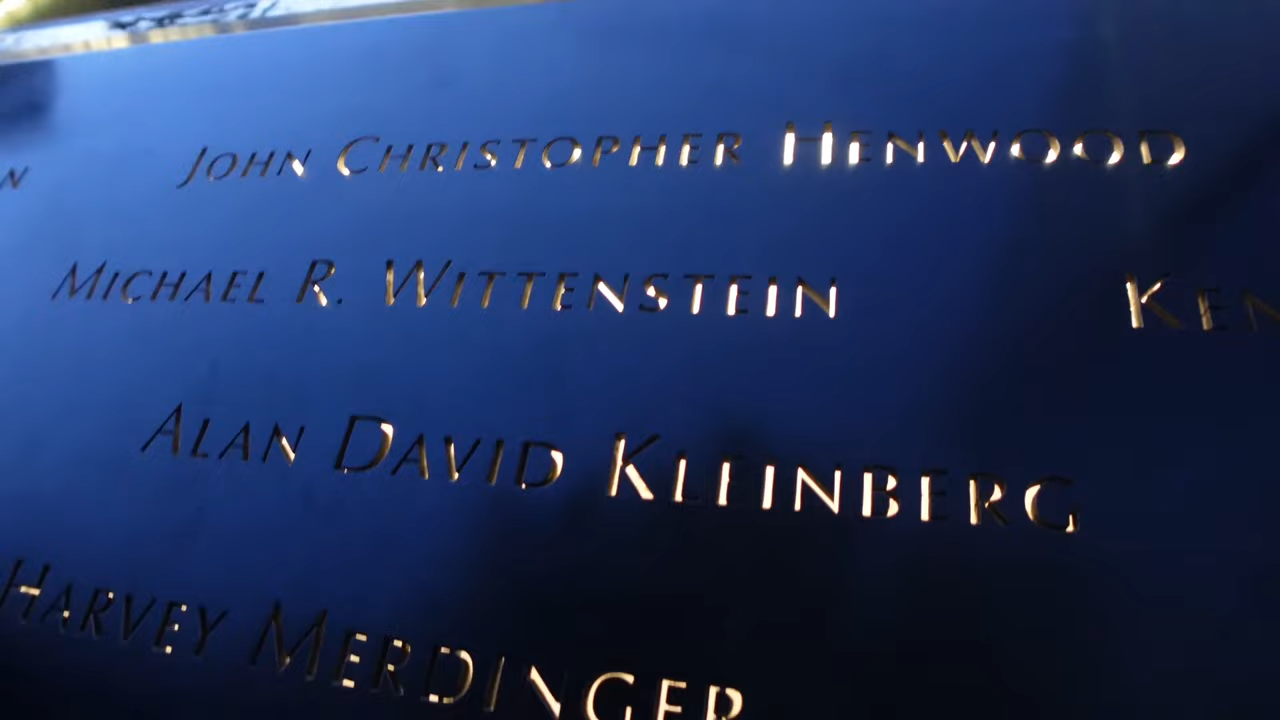 John Christopher Henwood
Michael R. Wittenstein
Alan David Kleinberg
Harvey Merdinger